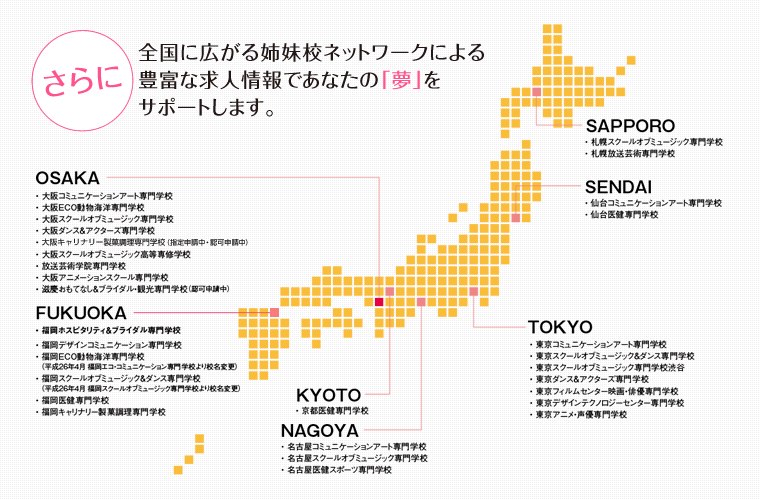 さらに
全国に広がる姉妹校ネットワークによる
豊富な求人情報であなたの「夢」を
サポートします。
SAPPORO
・札幌スクールオブミュージック専門学校
・札幌放送芸術専門学校
SENDAI
・仙台コミュニケーションアート専門学校
・仙台医健専門学校
OSAKA
・大阪コミュニケーションアート専門学校
・大阪ECO動物海洋専門学校
・大阪スクールオブミュージック専門学校
・大阪ダンス&アクターズ専門学校
・大阪キャリナリー製菓調理専門学校(指定申請中・認可申請中)
・大阪スクールオブミュージック高等専修学校
・放送芸術学院専門学校
・大阪アニメーションスクール専門学校
・滋慶おもてなし&ブライダル・観光専門学校(認可申請中)
FUKUOKA
・福岡ホスピタリティ&ブライダル専門学校
・福岡デザインコミュニケーション専門学校
・福岡ECO動物海洋専門学校
(平成26年4月 福岡エコ・コミュニケーション専門学校より校名変更)
・福岡スクールオブミュージック&ダンス専門学校
(平成26年4月 福岡スクールオブミュージック専門学校より校名変更)
・福岡医健専門学校
・福岡キャリナリー製菓調理専門学校
TOKYO
・東京コミュニケーションアート専門学校
・東京スクールオブミュージック&ダンス専門学校
・東京スクールオブミュージック専門学校渋谷
・東京ダンス&アクターズ専門学校
・東京フィルムセンター映画・俳優専門学校
・東京デザインテクノロジーセンター専門学校
・東京アニメ・声優専門学校
KYOTO
・京都医健専門学校
NAGOYA
・名古屋コミュニケーションアート専門学校
・名古屋スクールオブミュージック専門学校
・名古屋医健スポーツ専門学校